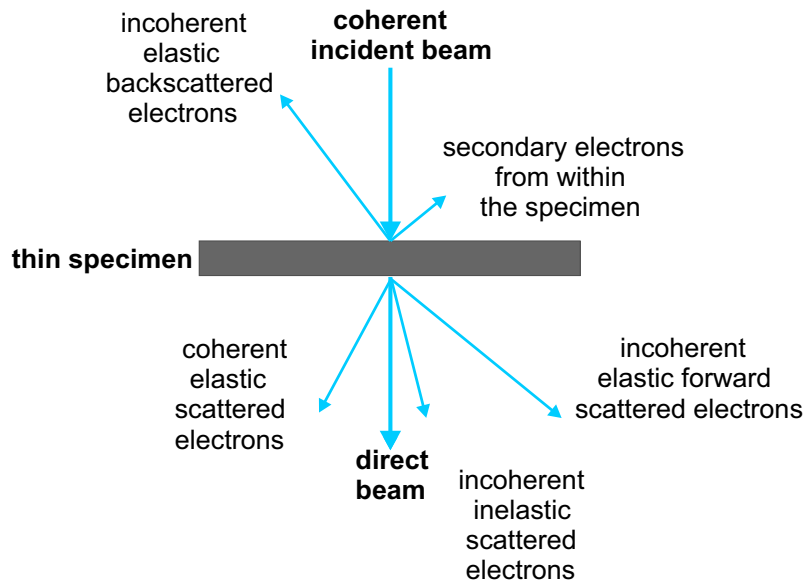 incoherent
elastic
backscattered
electrons
coherent
incident beam
secondary electrons
from within
the specimen
thin specimen
coherent
elastic
scattered
electrons
direct
beam
incoherent
inelastic
scattered
electrons
incoherent
elastic forward
scattered electrons